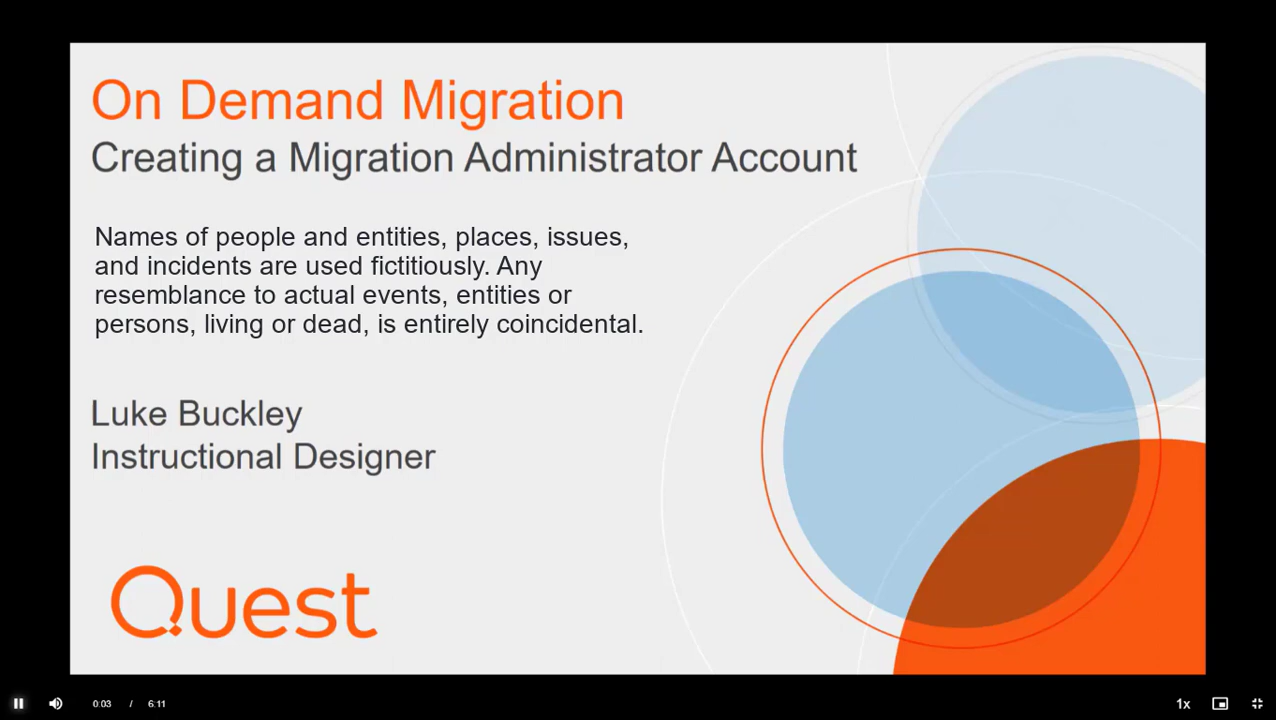 On Demand Migration
Creating a Migration Administrator Account
Names of people and entities, places, issues,
and incidents are used fictitiously. Any
resemblance to actual events, entities or
persons, living or dead, is entirely coincidental.
Luke Buckley
Instructional Designer
Quest
0:03 / 6:11 1x